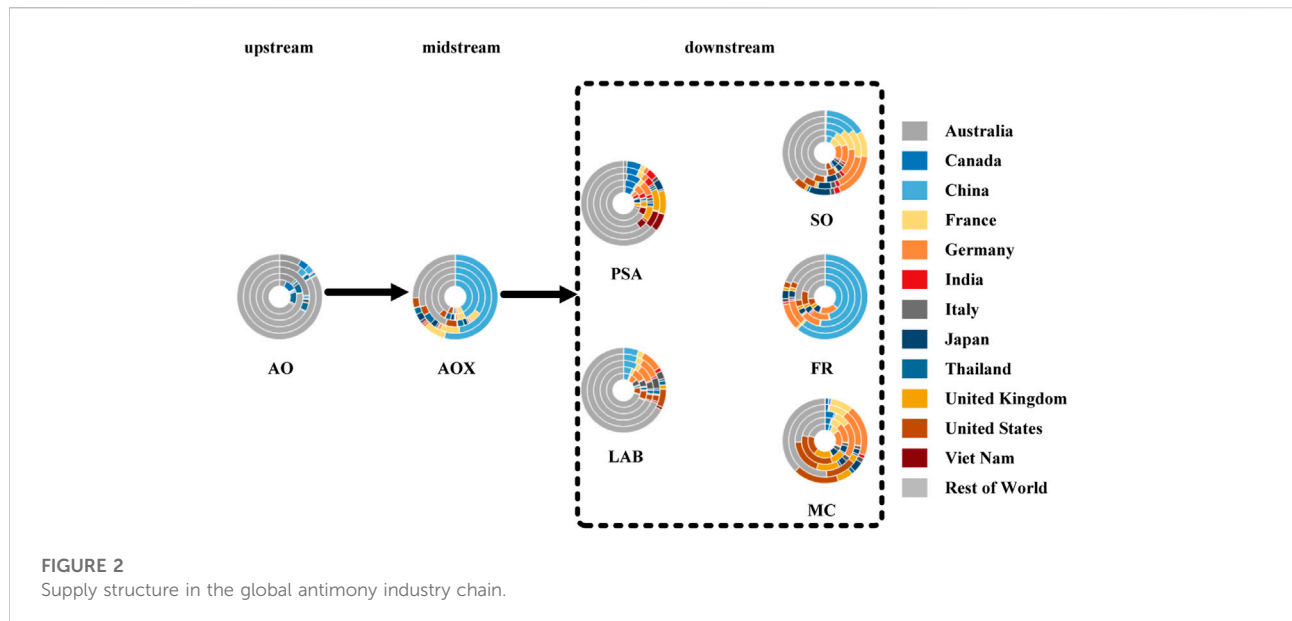 upstream
midstream
downstream
AO
AOX
PSA
LAB
SO
FR
MC
Australia
Canada
China
France
Germany
India
Italy
Japan
Thailand
United Kingdom
United States
Viet Nam
Rest of World
FIGURE 2
Supply structure in the global antimony industry chain.